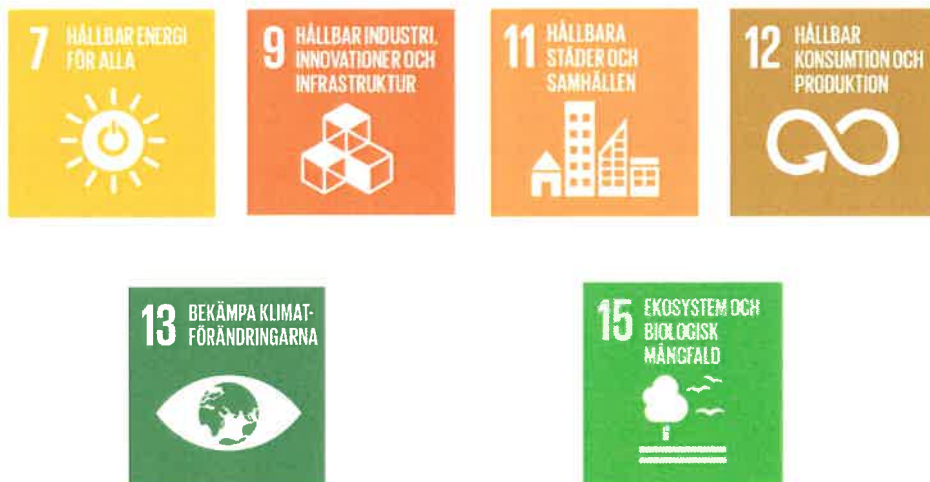 7 HÅLLBAR ENERGI
FÖR ALLA
9 HÅLLBAR INDUSTRI,
INNOVATIONER OCH
INFRASTRUKTUR
11 HÅLLBARA
STÄDER OCH
SAMHÄLLEN
12 HÅLLBAR
KONSUMTION OCH
PRODUKTION
13 BEKÄMPA KLIMAT-
FÖRÄNDRINGARNA
15 EKOSYSTEM OCH
BIOLOGISK
MÅNGFALD